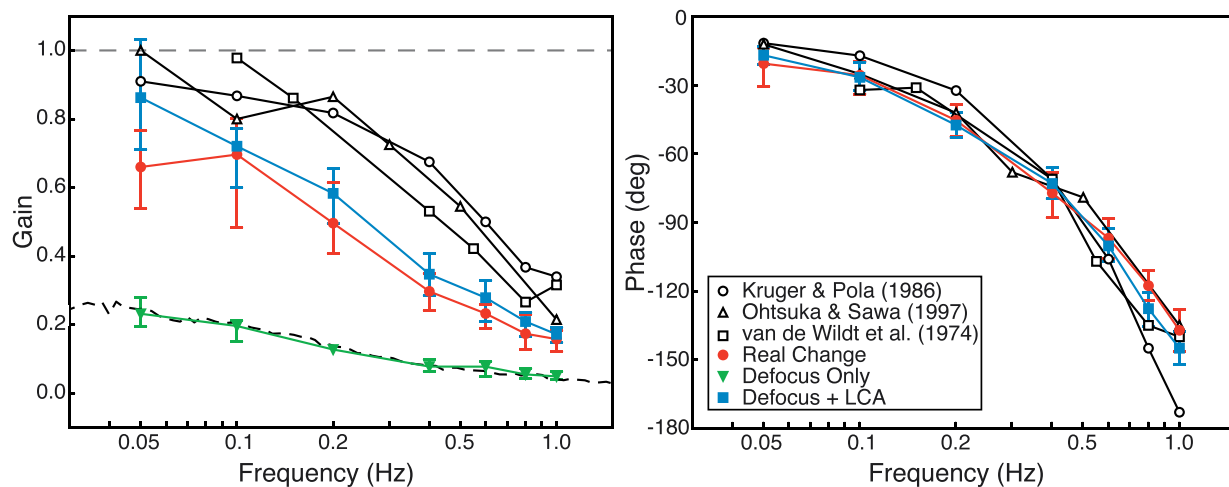 1.0
0.8
0.6
0.4
0.2
0.0
Gain
0.05
0.1
0.2
0.5
1.0
Frequency (Hz)
0
-30
-60
-90
-120
-150
-180
Phase (deg)
Kruger & Pola (1986)
Ohtsuka & Sawa (1997)
van de Wildt et al. (1974)
Real Change
Defocus Only
Defocus + LCA
0.05
0.1
0.2
0.5
1.0
Frequency (Hz)